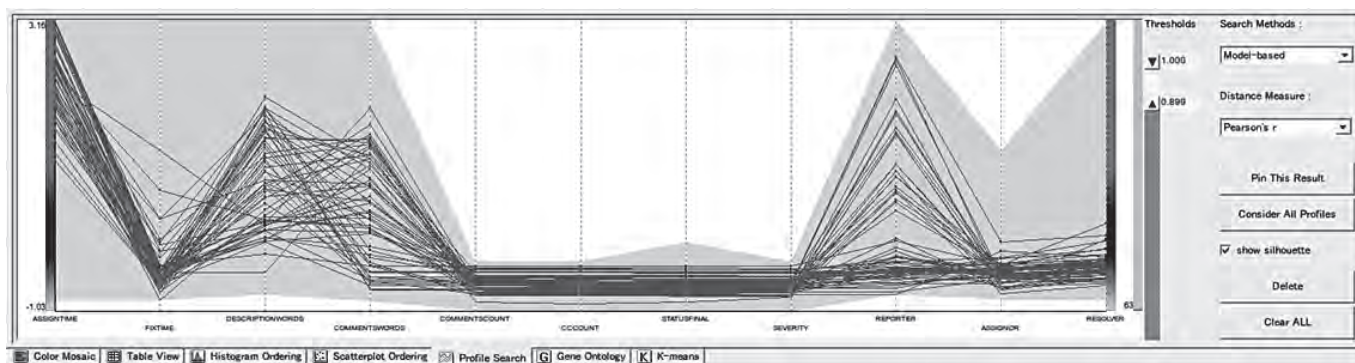 3.16
-1.03
63
ASSIGNTIME
FIXTIME
DESCRIPTIONWORDS
COMMENTSWORDS
COMMENTSCOUNT
CCCOUNT
STATUSFINAL
SEVERITY
REPORTER
ASSIGNOR
RESOLVER
Thresholds
1.000
0.899
Search Methods :
Model-based
Distance Measure :
Pearson's r
Pin This Result
Consider All Profiles
show silhouette
Delete
Clear ALL
Color Mosaic Table View Histogram Ordering Scatterplot Ordering Profile Search G Gene Ontology K K-means